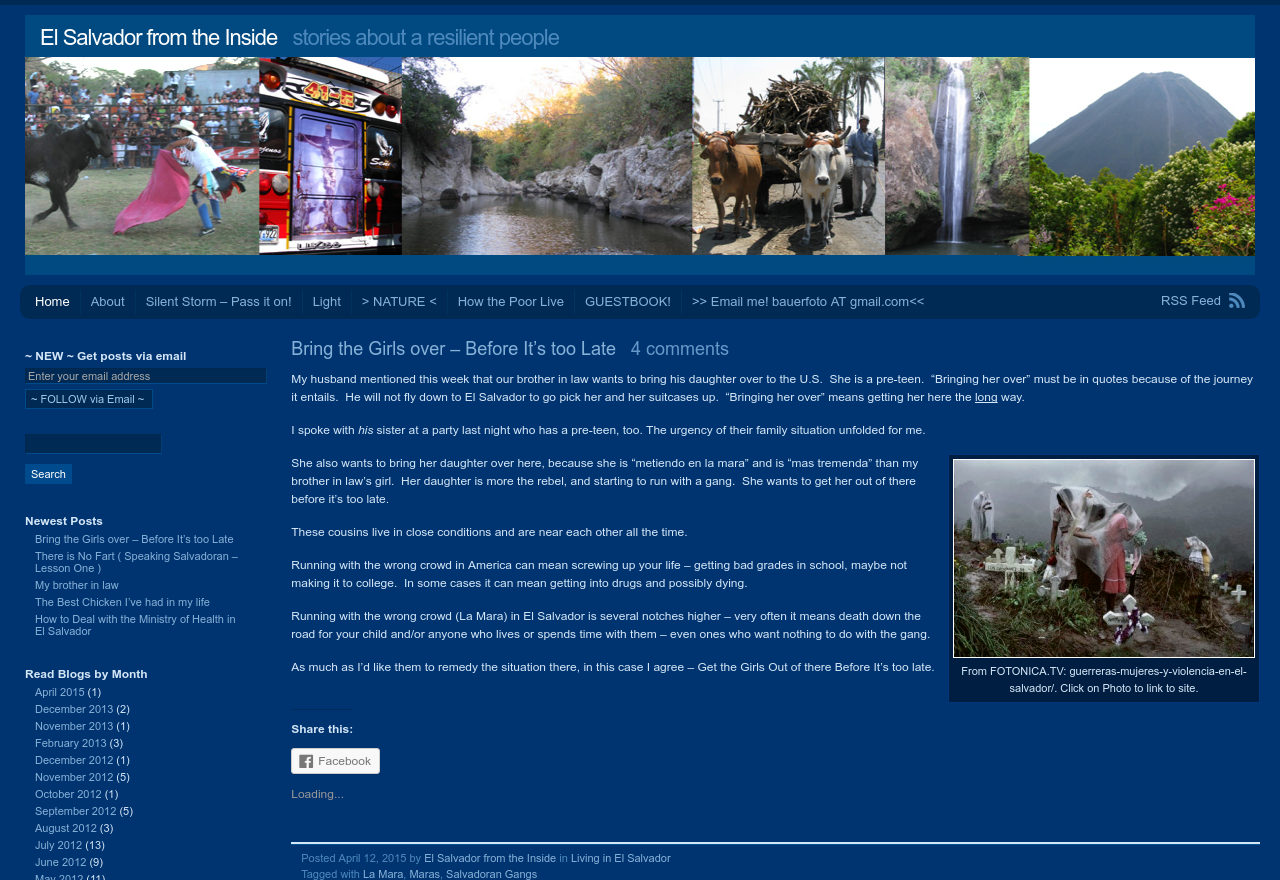 El Salvador from the Inside stories about a resilient people
41-E
Home About Silent Storm – Pass it on! Light > NATURE < How the Poor Live GUESTBOOK! >> Email me! bauerfoto AT gmail.com<< RSS Feed
~ NEW ~ Get posts via email
Enter your email address
~ FOLLOW via Email ~
Search
Newest Posts
Bring the Girls over – Before It’s too Late
There is No Fart ( Speaking Salvadoran –
Lesson One )
My brother in law
The Best Chicken I’ve had in my life
How to Deal with the Ministry of Health in
El Salvador
Read Blogs by Month
April 2015 (1)
December 2013 (2)
November 2013 (1)
February 2013 (3)
December 2012 (1)
November 2012 (5)
October 2012 (1)
September 2012 (5)
August 2012 (3)
July 2012 (13)
June 2012 (9)
May 2012 (11)
Bring the Girls over – Before It’s too Late 4 comments
My husband mentioned this week that our brother in law wants to bring his daughter over to the U.S. She is a pre-teen. “Bringing her over” must be in quotes because of the journey
it entails. He will not fly down to El Salvador to go pick her and her suitcases up. “Bringing her over” means getting her here the long way.
I spoke with his sister at a party last night who has a pre-teen, too. The urgency of their family situation unfolded for me.
She also wants to bring her daughter over here, because she is “metiendo en la mara” and is “mas tremenda” than my
brother in law’s girl. Her daughter is more the rebel, and starting to run with a gang. She wants to get her out of there
before it’s too late.
These cousins live in close conditions and are near each other all the time.
Running with the wrong crowd in America can mean screwing up your life – getting bad grades in school, maybe not
making it to college. In some cases it can mean getting into drugs and possibly dying.
Running with the wrong crowd (La Mara) in El Salvador is several notches higher – very often it means death down the
road for your child and/or anyone who lives or spends time with them – even ones who want nothing to do with the gang.
As much as I’d like them to remedy the situation there, in this case I agree – Get the Girls Out of there Before It’s too late.
From FOTONICA.TV: guerreras-mujeres-y-violencia-en-el-
salvador/. Click on Photo to link to site.
Share this:
Facebook
Loading...
Posted April 12, 2015 by El Salvador from the Inside in Living in El Salvador
Tagged with La Mara, Maras, Salvadoran Gangs